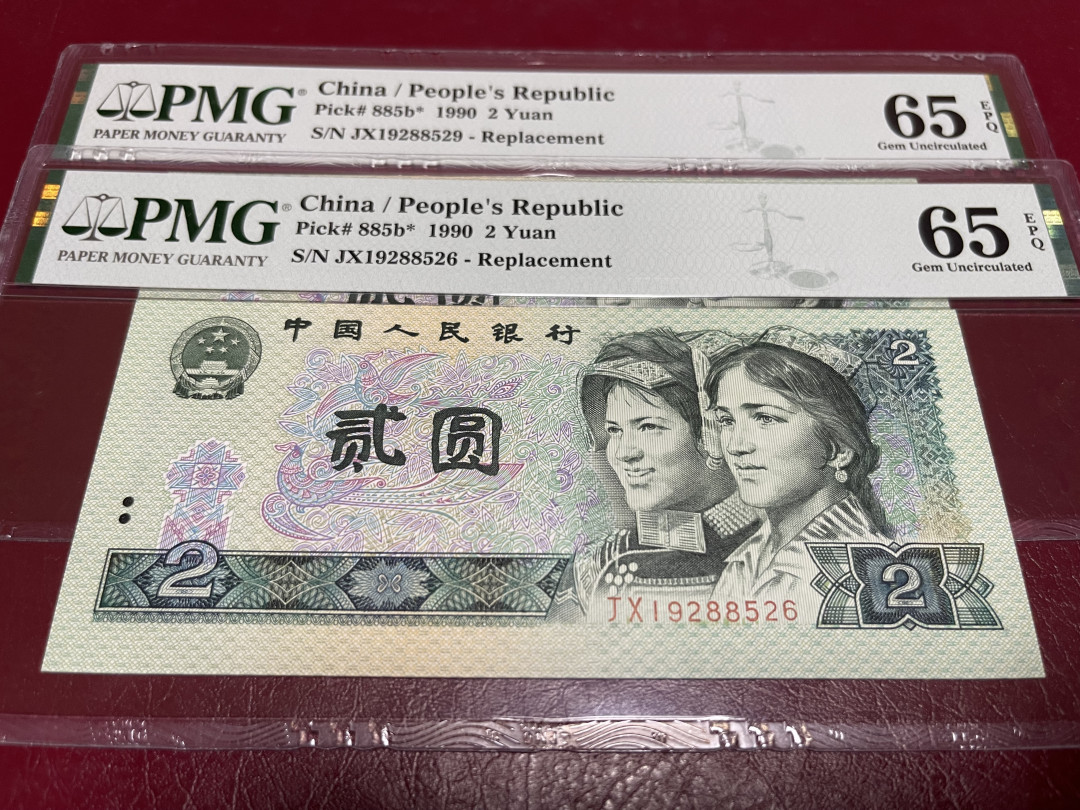 PMG®
PAPER MONEY GUARANTY
China / People's Republic
Pick# 885b* 1990 2 Yuan
S/N JX19288529 - Replacement
65
EPQ
Gem Uncirculated
PMG®
PAPER MONEY GUARANTY
China / People's Republic
Pick# 885b* 1990 2 Yuan
S/N JX19288526 - Replacement
65
EPQ
Gem Uncirculated
中国人民银行
2
贰圆
2
2
JX19288526